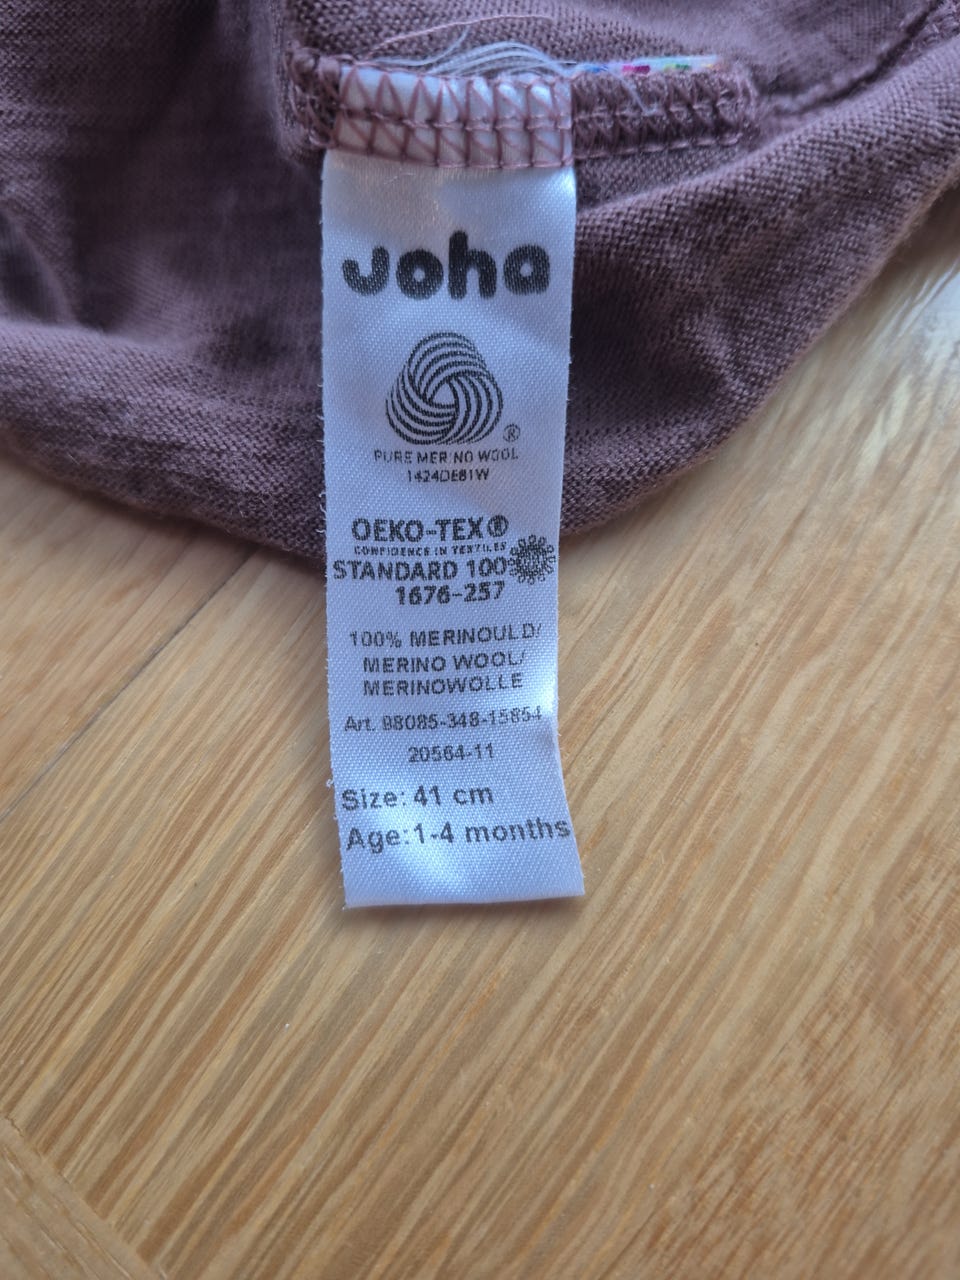 Joha
®
PURE MERINO WOOL
1424DE81W
OEKO-TEX®
CONFIDENCE IN TEXTILES
STANDARD 100
1676-257
100% MERINOULD/
MERINO WOOL/
MERINOWOLLE
Art. 98085-348-15854
20564-11
Size: 41 cm
Age:1-4 months